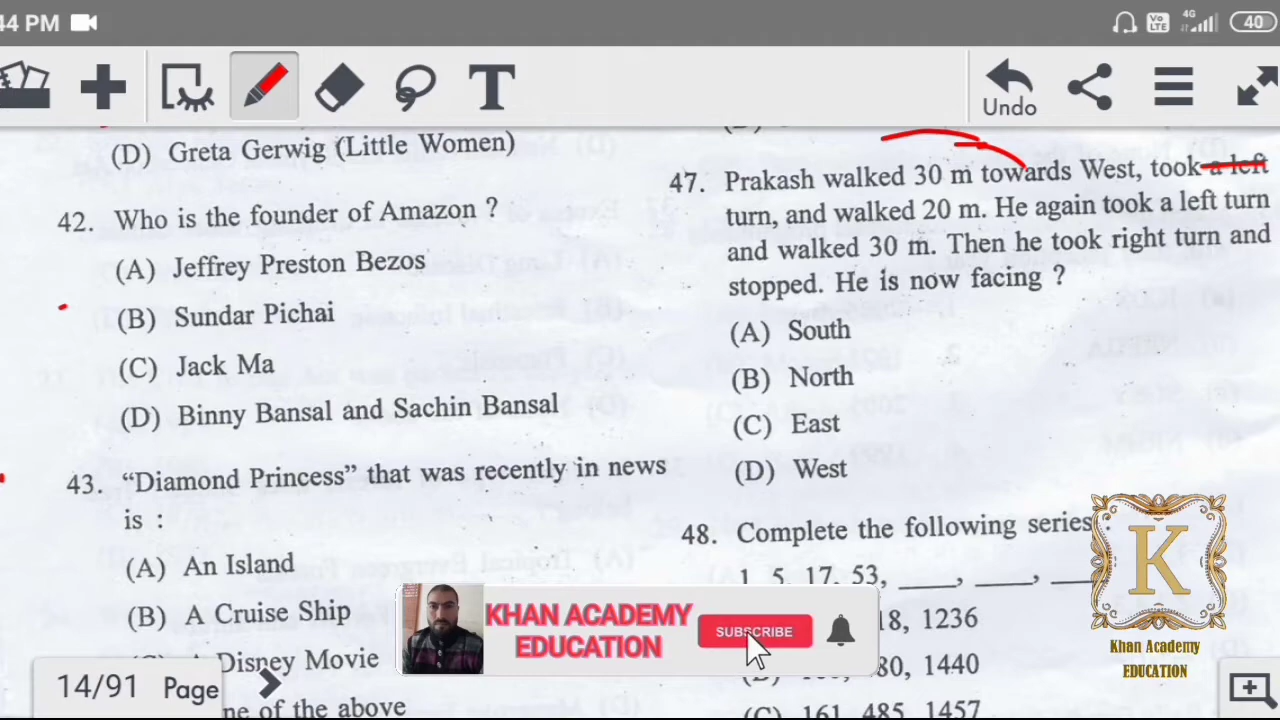 44 PM
4G
Vo LTE
40
T
Undo
(D) Greta Gerwig (Little Women)
42. Who is the founder of Amazon ?
(A) Jeffrey Preston Bezos
(B) Sundar Pichai
(C) Jack Ma
(D) Binny Bansal and Sachin Bansal
43. “Diamond Princess” that was recently in news
is :
(A) An Island
(B) A Cruise Ship
Disney Movie
ne of the above
47. Prakash walked 30 m towards West, took a left
turn, and walked 20 m. He again took a left turn
and walked 30 m. Then he took right turn and
stopped. He is now facing ?
(A) South
(B) North
(C) East
(D) West
48. Complete the following series :
1, 5, 17, 53, ____, ____, ____
18, 1236
80, 1440
(C) 161, 485, 1457
KHAN ACADEMY
EDUCATION
SUBSCRIBE
K
Khan Academy
EDUCATION
14/91 Page